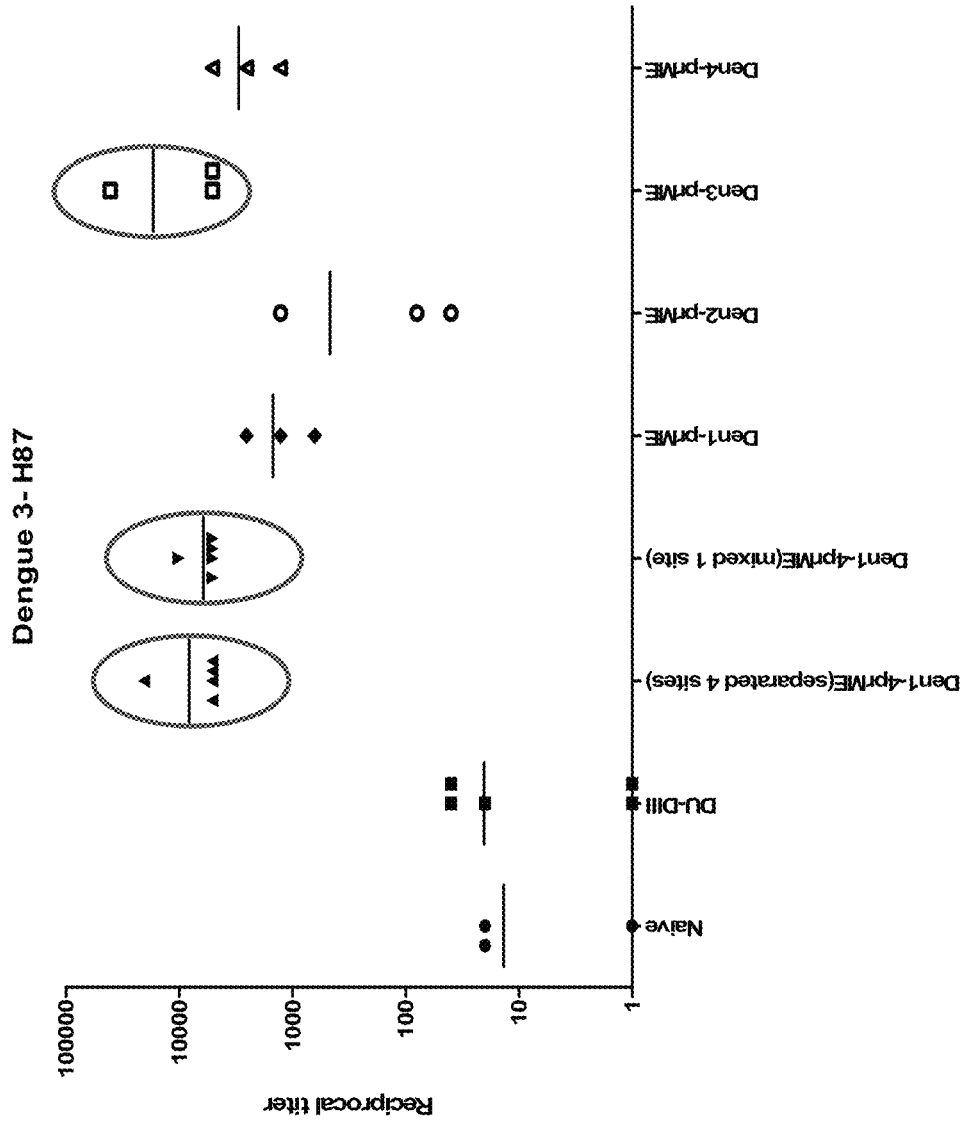 Dengue 3- H87
Reciprocal titer
100000
10000
1000
100
10
1
Naive
DU-DIII
Den1-4prME(separated 4 sites)
Den1-4prME(mixed 1 site)
Den1-prME
Den2-prME
Den3-prME
Den4-prME